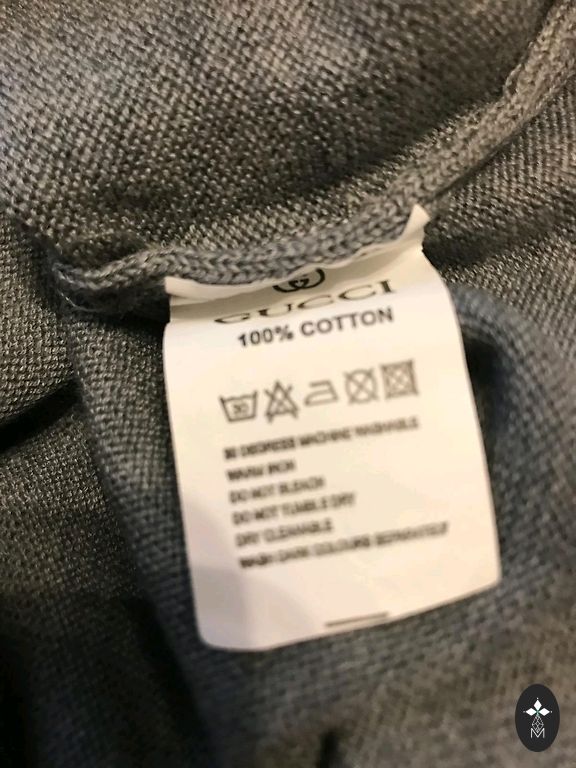 GUCCI
100% COTTON
30
30 DEGREES MACHINE WASHABLE
WARM IRON
DO NOT BLEACH
DO NOT TUMBLE DRY
DRY CLEANABLE
WASH DARK COLOURS SEPARATELY
M